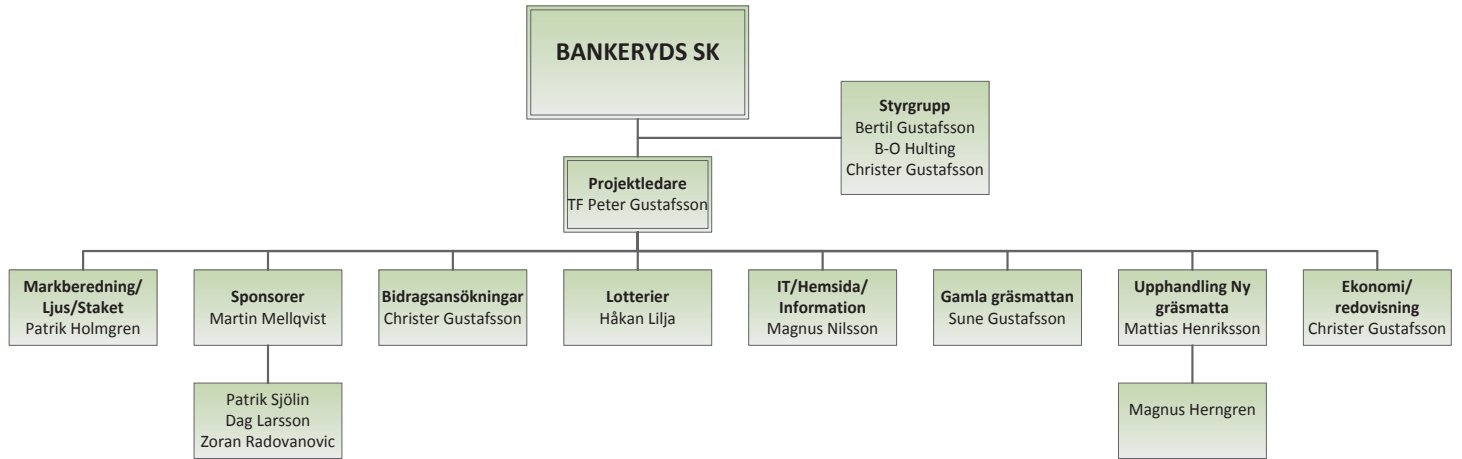 BANKERYDS SK
Styrgrupp
Bertil Gustafsson
B-O Hulting
Christer Gustafsson
Projektledare
TF Peter Gustafsson
Markberedning/
Ljus/Staket
Patrik Holmgren
Sponsorer
Martin Mellqvist
Bidragsansökningar
Christer Gustafsson
Lotterier
Håkan Lilja
IT/Hemsida/
Information
Magnus Nilsson
Gamla gräsmattan
Sune Gustafsson
Upphandling Ny
gräsmatta
Mattias Henriksson
Ekonomi/
redovisning
Christer Gustafsson
Patrik Sjölin
Dag Larsson
Zoran Radovanovic
Magnus Herngren